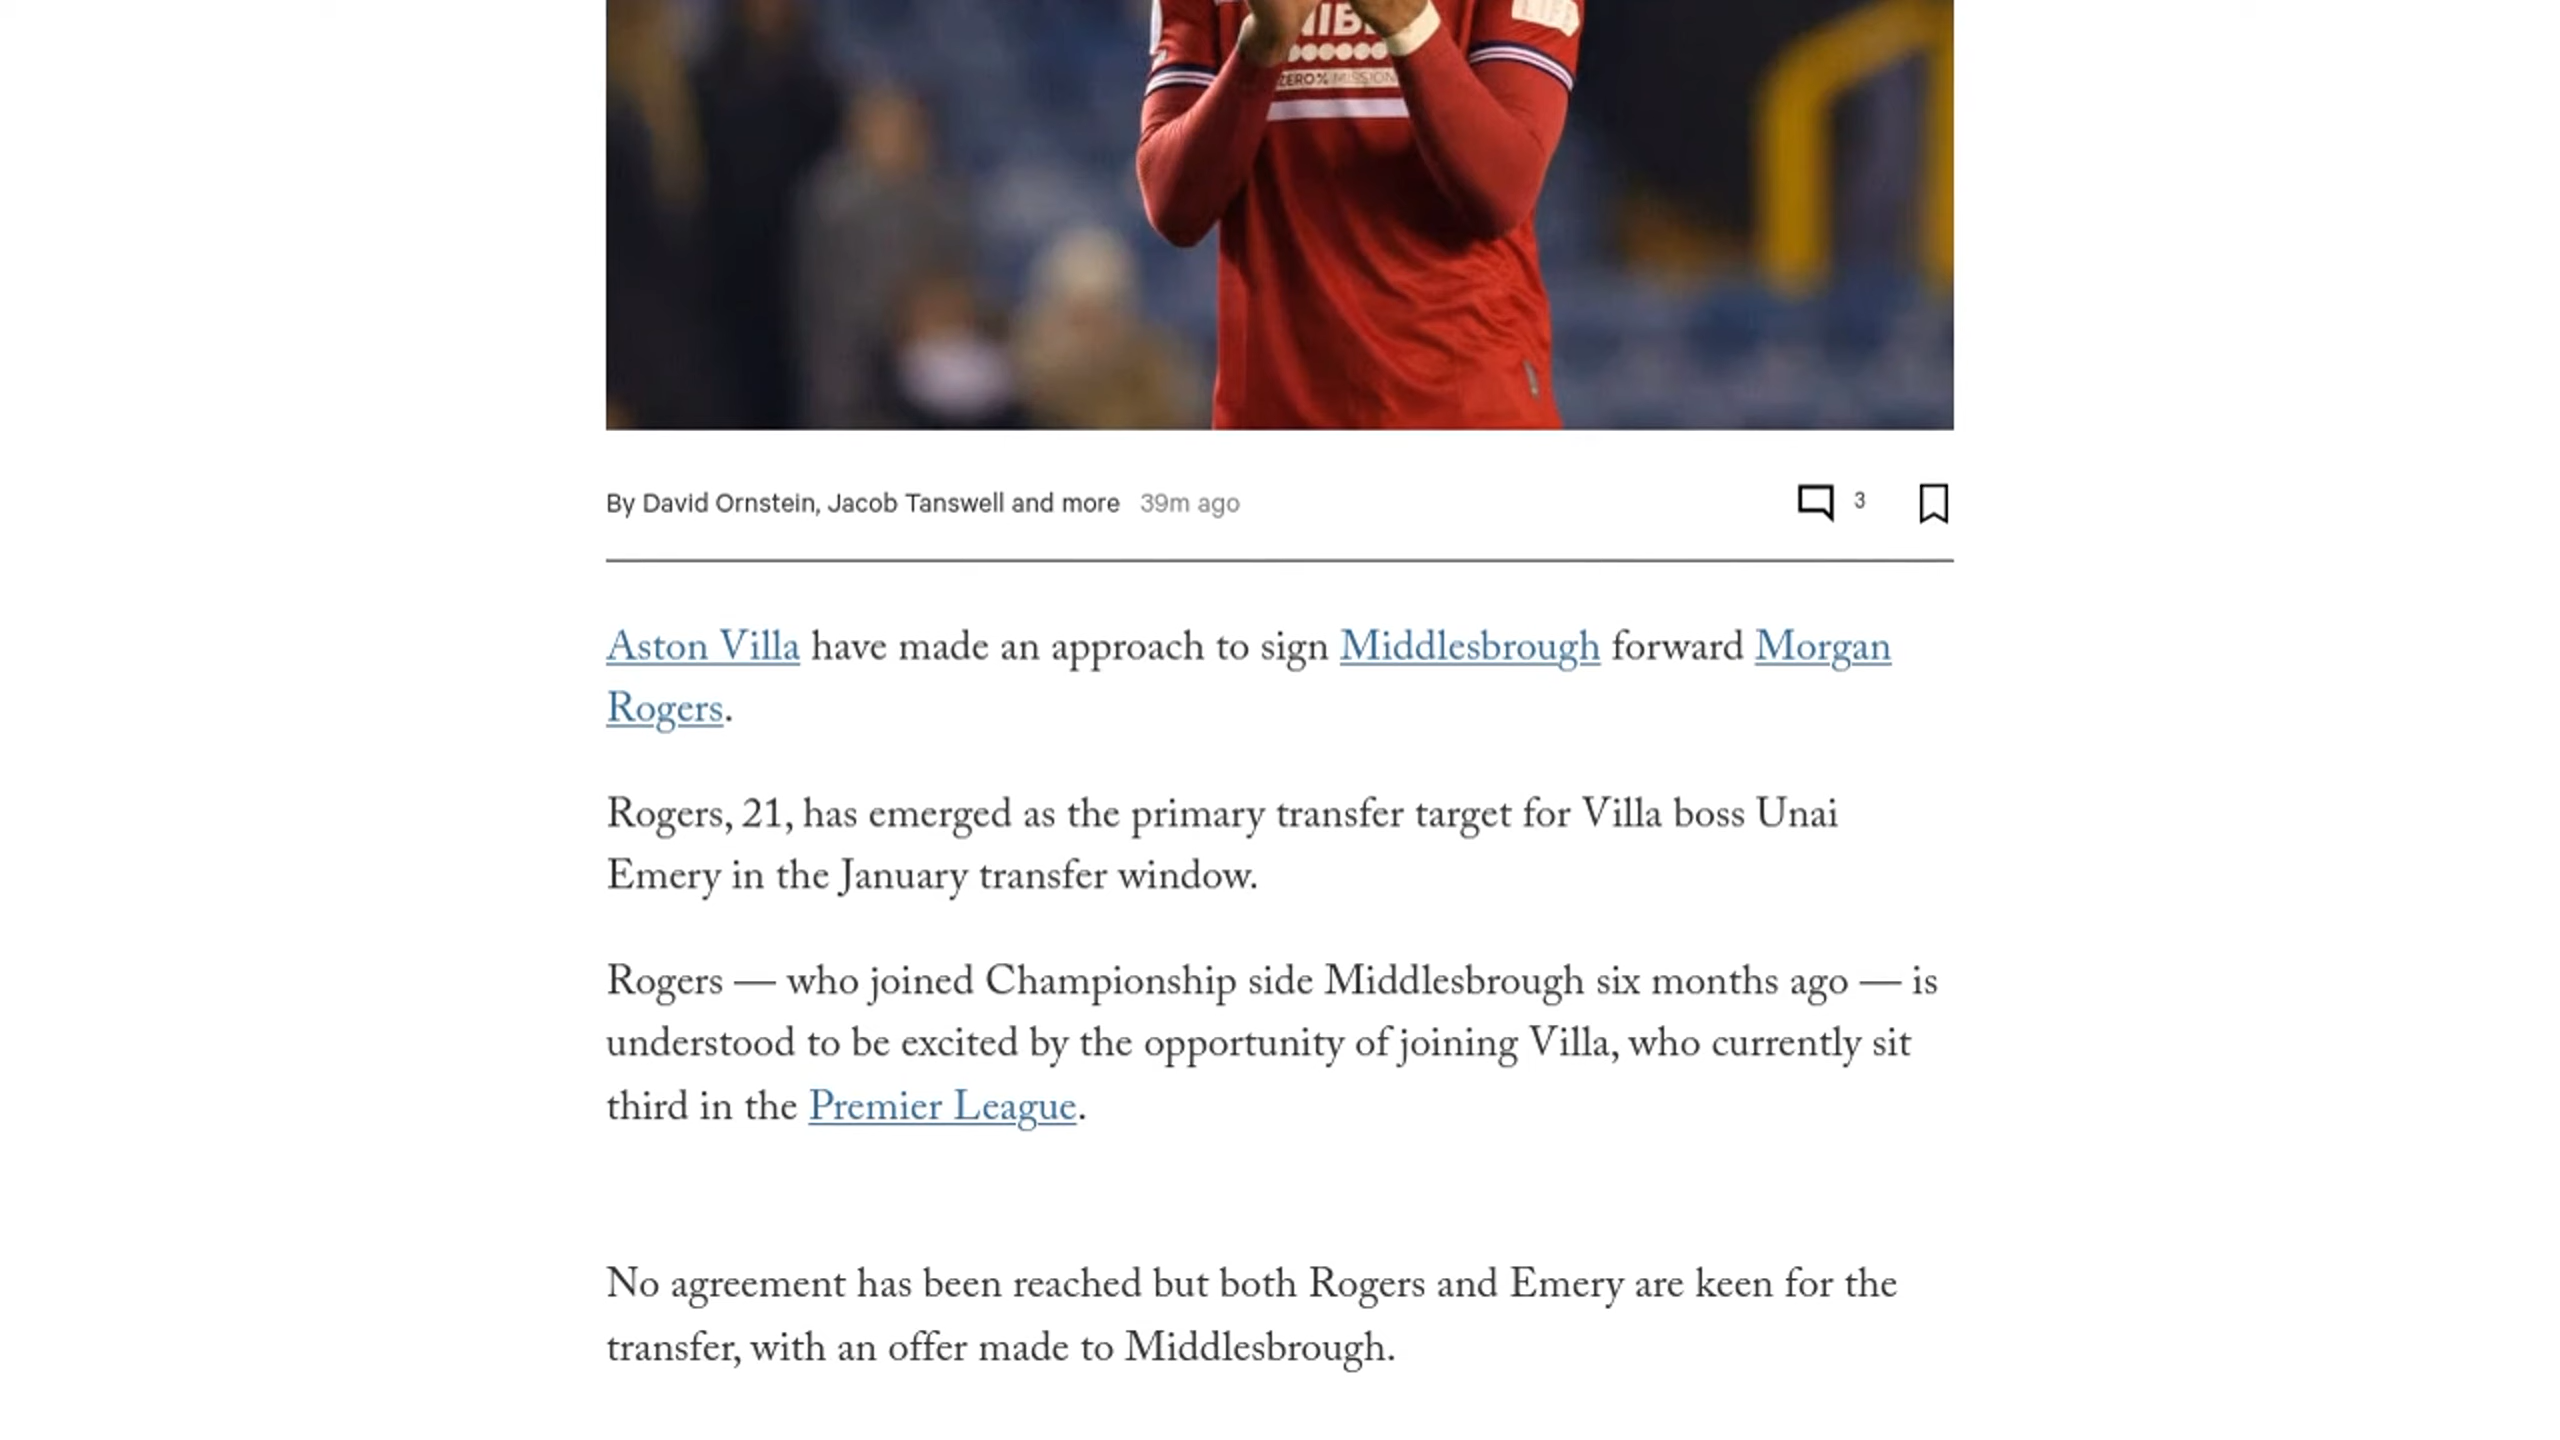 ZERO% MISSION
By David Ornstein, Jacob Tanswell and more 39m ago
3
Aston Villa have made an approach to sign Middlesbrough forward Morgan
Rogers.
Rogers, 21, has emerged as the primary transfer target for Villa boss Unai
Emery in the January transfer window.
Rogers — who joined Championship side Middlesbrough six months ago — is
understood to be excited by the opportunity of joining Villa, who currently sit
third in the Premier League.
No agreement has been reached but both Rogers and Emery are keen for the
transfer, with an offer made to Middlesbrough.